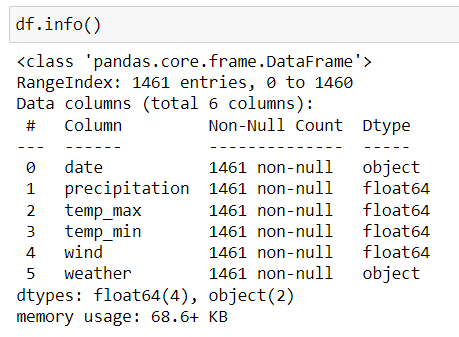 df.info()
<class 'pandas.core.frame.DataFrame'>
RangeIndex: 1461 entries, 0 to 1460
Data columns (total 6 columns):
 #   Column         Non-Null Count  Dtype
---  ------         --------------  -----
 0   date           1461 non-null   object
 1   precipitation  1461 non-null   float64
 2   temp_max       1461 non-null   float64
 3   temp_min       1461 non-null   float64
 4   wind           1461 non-null   float64
 5   weather        1461 non-null   object
dtypes: float64(4), object(2)
memory usage: 68.6+ KB